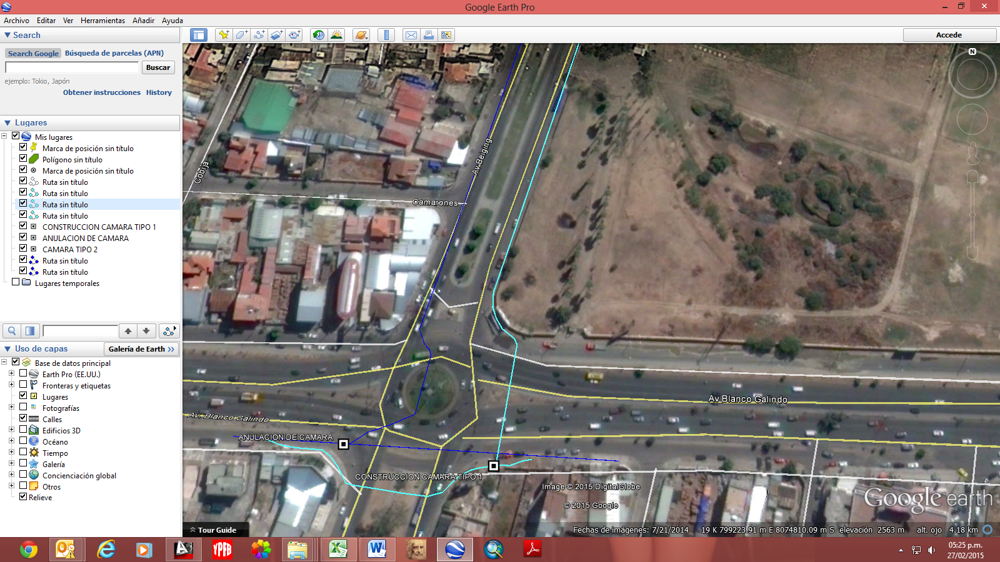 Google Earth Pro
Archivo Editar Ver Herramientas Añadir Ayuda
Search
Search Google Búsqueda de parcelas (APN)
Buscar
ejemplo: Tokio, Japón
Obtener instrucciones History
Lugares
Mis lugares
Marca de posición sin título
Polígono sin título
Marca de posición sin título
Ruta sin título
Ruta sin título
Ruta sin título
Ruta sin título
CONSTRUCCION CAMARA TIPO 1
ANULACION DE CAMARA
CAMARA TIPO 2
Ruta sin título
Ruta sin título
Lugares temporales
Uso de capas
Galería de Earth >>
Base de datos principal
Earth Pro (EE.UU.)
Fronteras y etiquetas
Lugares
Fotografías
Calles
Edificios 3D
Océano
Tiempo
Galería
Concienciación global
Otros
Relieve
Accede
N
Cobija
Av Beiging
Camarones
Av Blanco Galindo
Av. Blanco Galindo
ANULACION DE CAMARA
CONSTRUCCION CAMARA TIPO 1
Image © 2015 DigitalGlobe
© 2015 Google
Google earth
Tour Guide
Fechas de imágenes: 7/21/2014 19 K 799223.91 m E 8074810.09 m S elevación 2563 m alt. ojo 4.18 km
YPFB
05:25 p.m.
27/02/2015